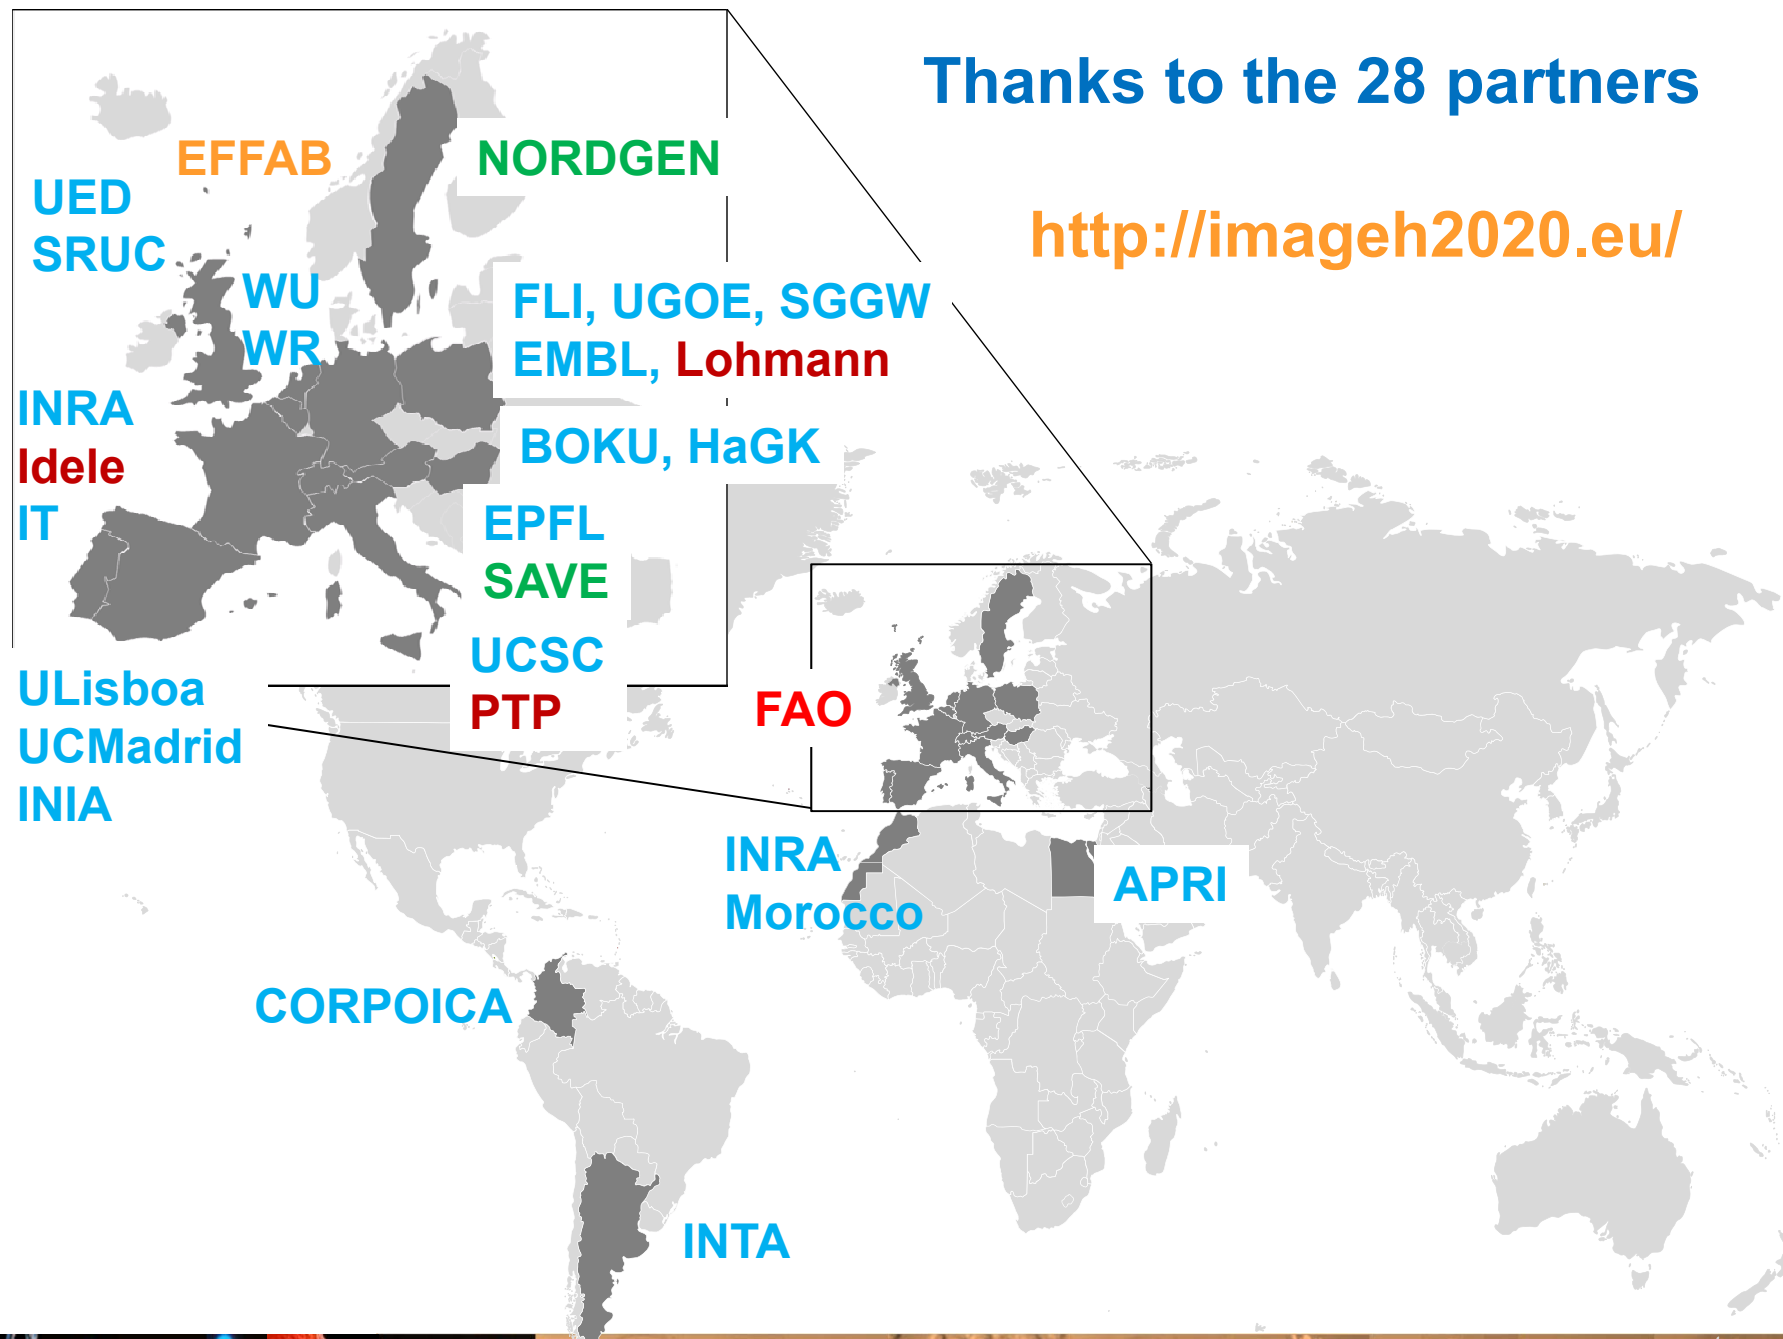 Thanks to the 28 partners
http://imageh2020.eu/
EFFAB
NORDGEN
UED
SRUC
WU
WR
FLI, UGOE, SGGW
EMBL, Lohmann
INRA
Idele
IT
BOKU, HaGK
EPFL
SAVE
UCSC
PTP
ULisboa
UCMadrid
INIA
FAO
INRA
Morocco
APRI
CORPOICA
INTA